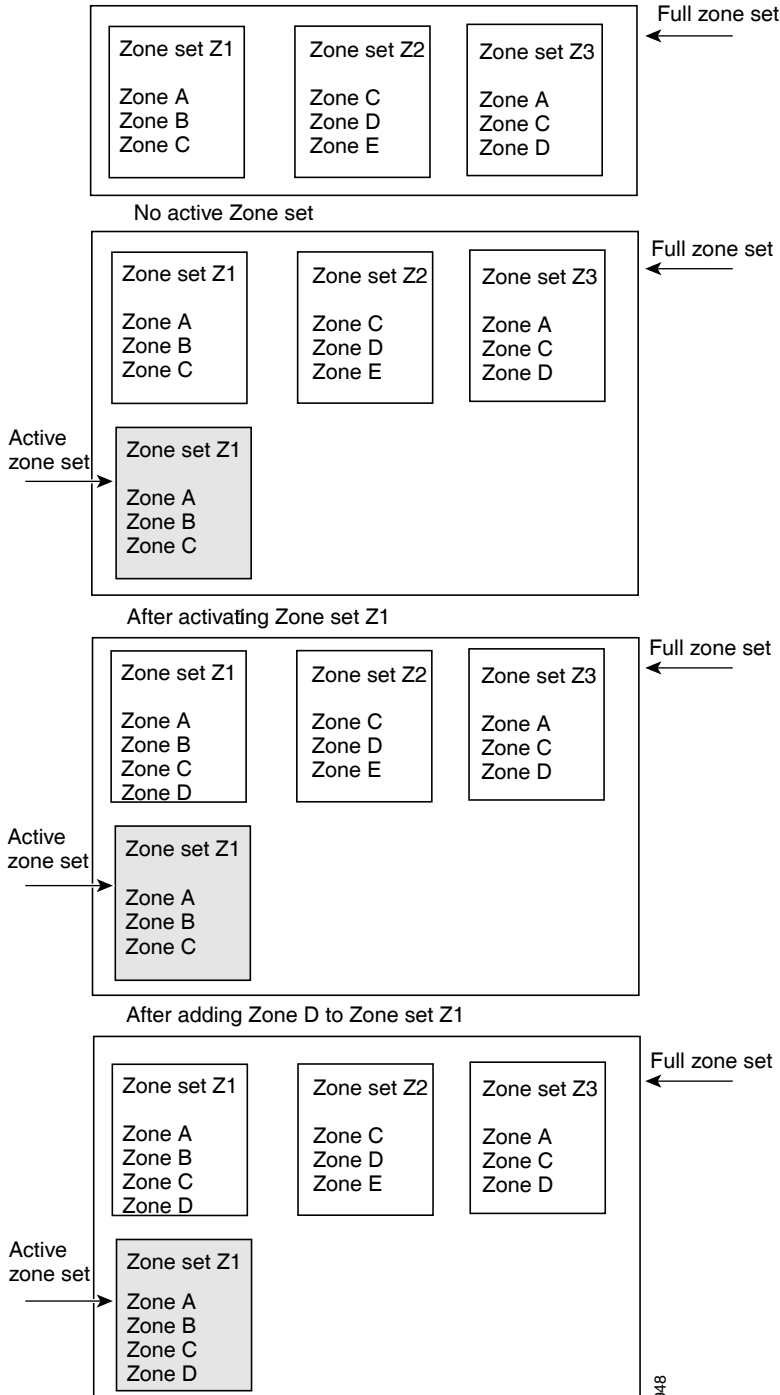 Full zone set
Zone set Z1
Zone A
Zone B
Zone C
Zone set Z2
Zone C
Zone D
Zone E
Zone set Z3
Zone A
Zone C
Zone D
No active Zone set
Full zone set
Zone set Z1
Zone A
Zone B
Zone C
Zone set Z2
Zone C
Zone D
Zone E
Zone set Z3
Zone A
Zone C
Zone D
Active
zone set
Zone set Z1
Zone A
Zone B
Zone C
After activating Zone set Z1
Full zone set
Zone set Z1
Zone A
Zone B
Zone C
Zone D
Zone set Z2
Zone C
Zone D
Zone E
Zone set Z3
Zone A
Zone C
Zone D
Active
zone set
Zone set Z1
Zone A
Zone B
Zone C
After adding Zone D to Zone set Z1
Full zone set
Zone set Z1
Zone A
Zone B
Zone C
Zone D
Zone set Z2
Zone C
Zone D
Zone E
Zone set Z3
Zone A
Zone C
Zone D
Active
zone set
Zone set Z1
Zone A
Zone B
Zone C
Zone D